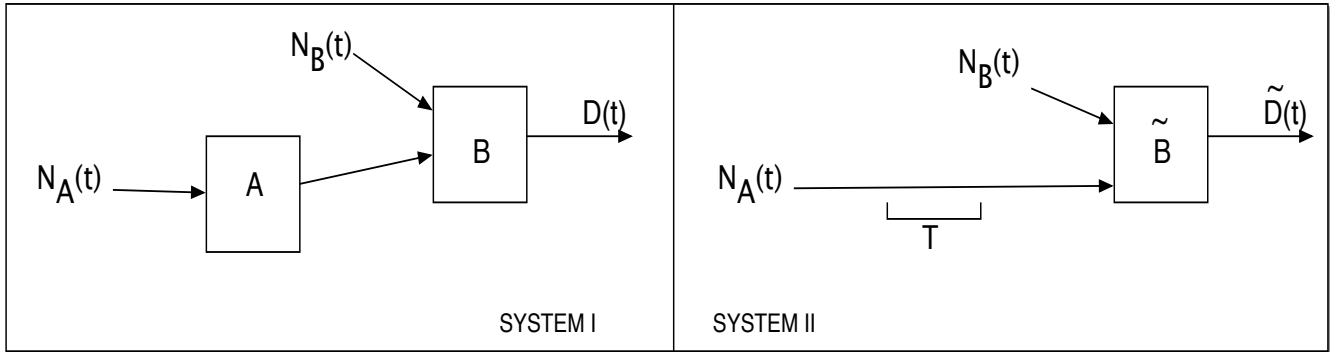 N_B(t)
D(t)
B
N_A(t)
A
SYSTEM I
N_B(t)
D̃(t)
B̃
N_A(t)
T
SYSTEM II